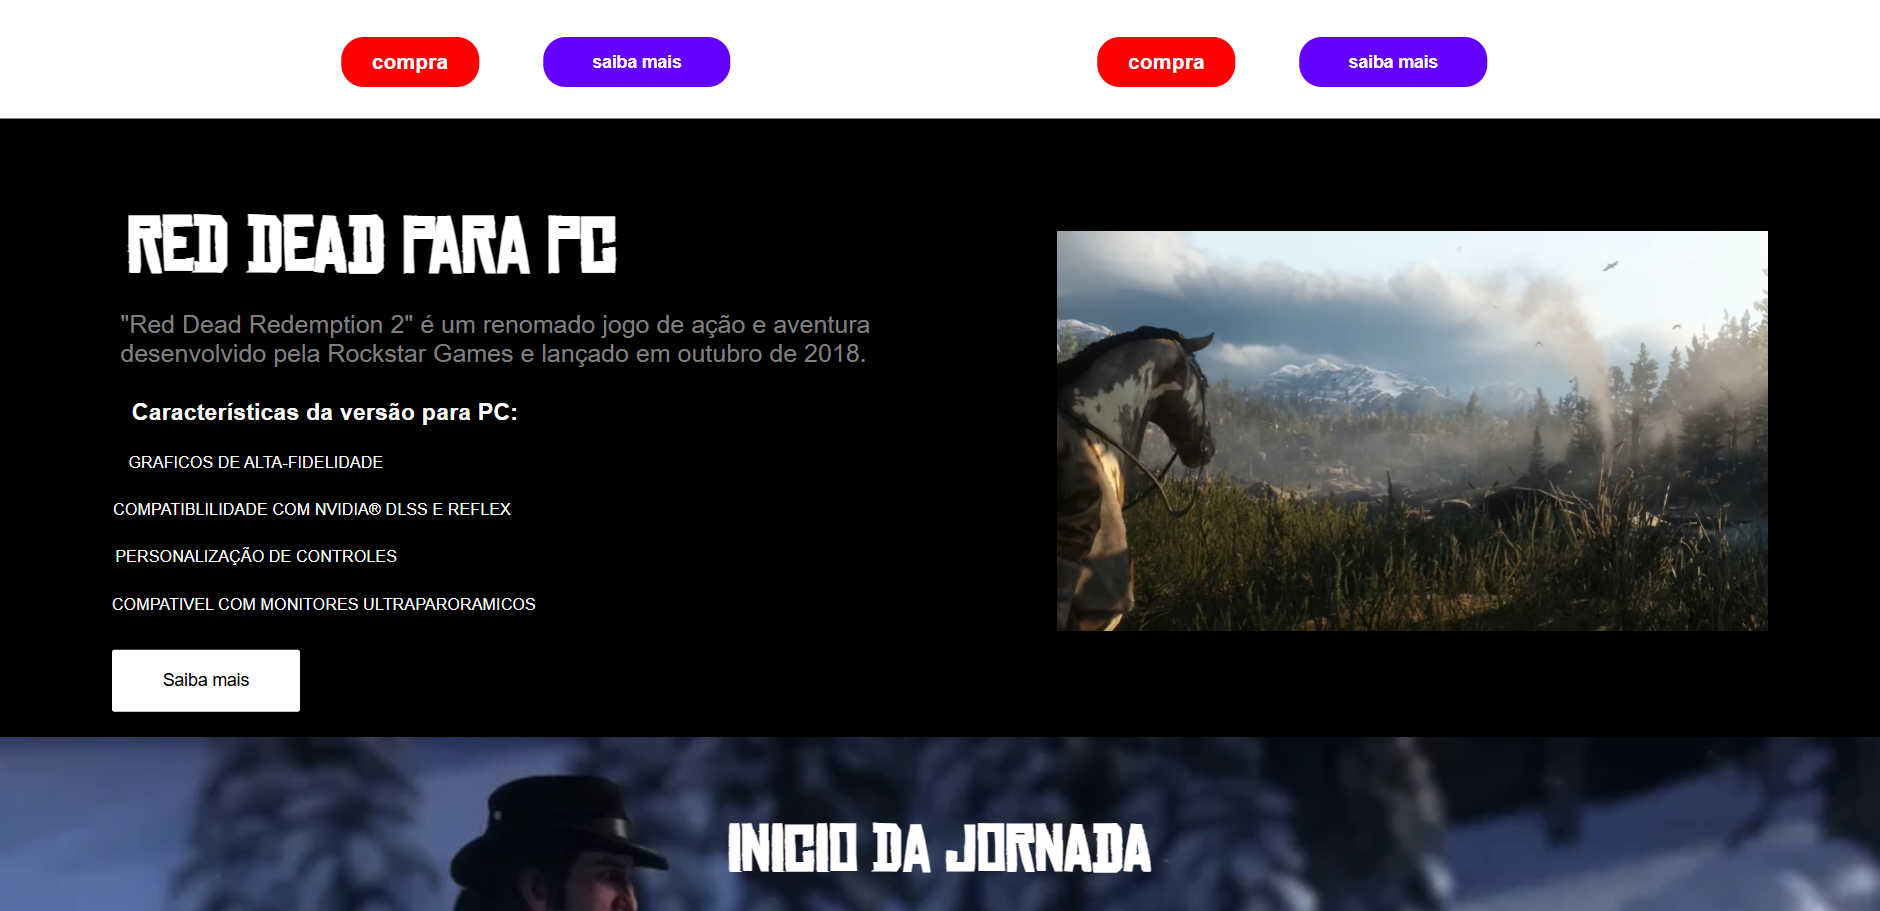 compra saiba mais compra saiba mais
RED DEAD PARA PC
"Red Dead Redemption 2" é um renomado jogo de ação e aventura
desenvolvido pela Rockstar Games e lançado em outubro de 2018.
Características da versão para PC:
GRAFICOS DE ALTA-FIDELIDADE
COMPATIBLILIDADE COM NVIDIA® DLSS E REFLEX
PERSONALIZAÇÃO DE CONTROLES
COMPATIVEL COM MONITORES ULTRAPARORAMICOS
Saiba mais
INICIO DA JORNADA